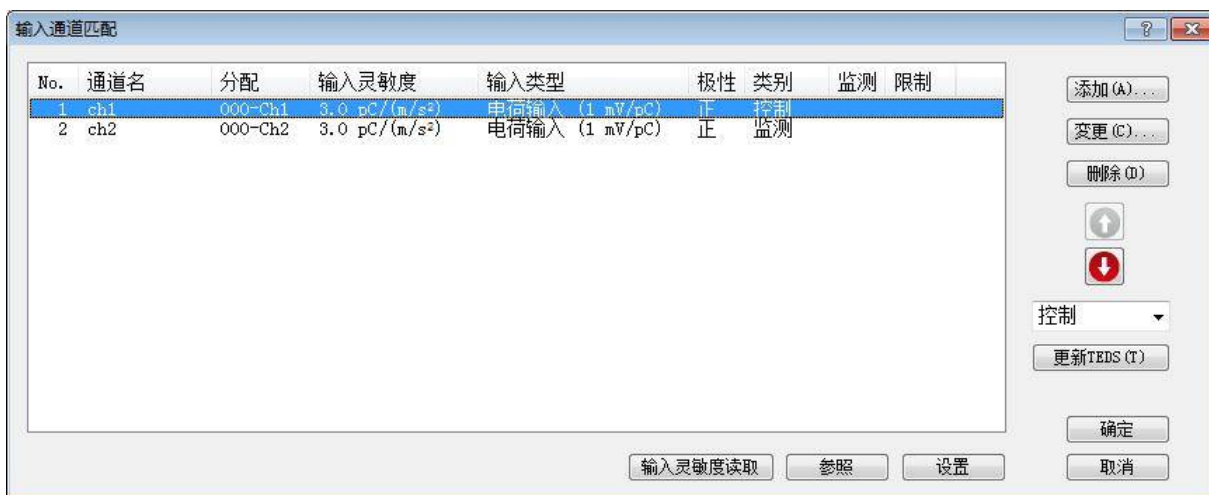 输入通道匹配
No. 通道名 分配 输入灵敏度 输入类型 极性 类别 监测 限制
1 ch1 000-Ch1 3.0 pC/(m/s²) 电荷输入 (1 mV/pC) 正 控制
2 ch2 000-Ch2 3.0 pC/(m/s²) 电荷输入 (1 mV/pC) 正 监测
添加(A)...
变更(C)...
删除(D)
控制
更新TEDS(T)
确定
输入灵敏度读取 参照 设置 取消